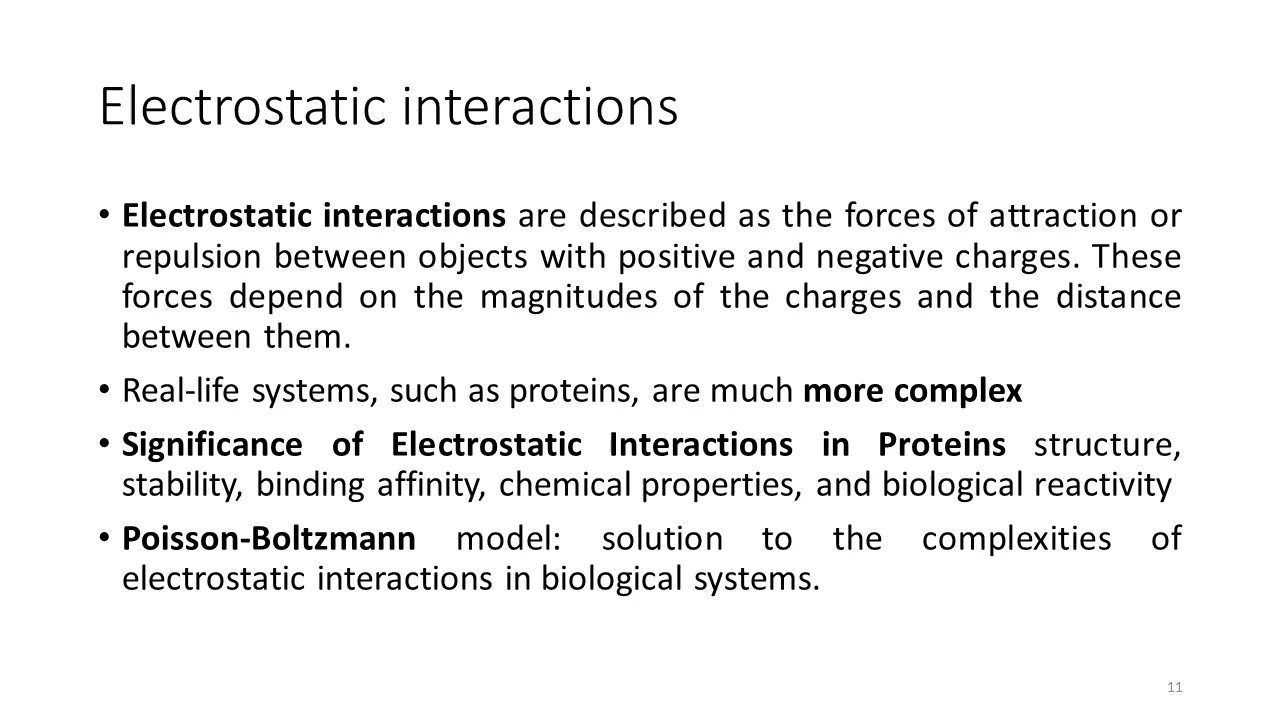 Electrostatic interactions
• Electrostatic interactions are described as the forces of attraction or
repulsion between objects with positive and negative charges. These
forces depend on the magnitudes of the charges and the distance
between them.
• Real-life systems, such as proteins, are much more complex
• Significance of Electrostatic Interactions in Proteins structure,
stability, binding affinity, chemical properties, and biological reactivity
• Poisson-Boltzmann model: solution to the complexities of
electrostatic interactions in biological systems.
11